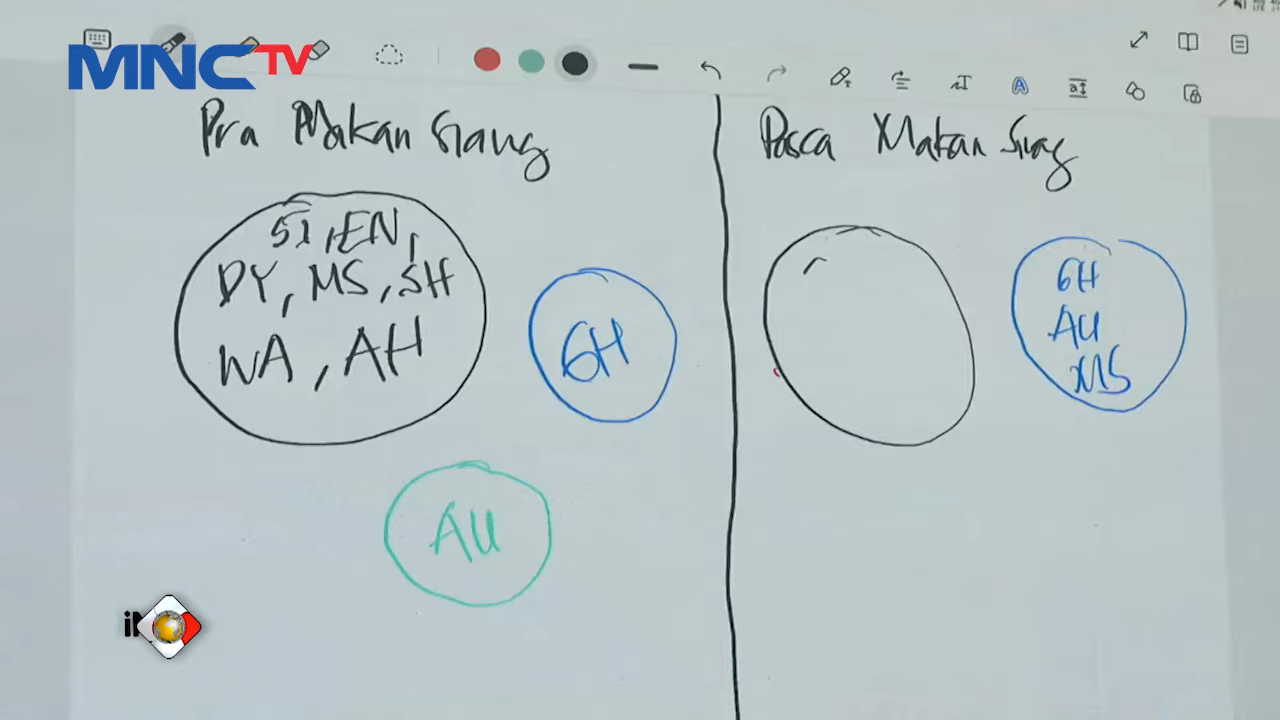 MNCTV
Pra Makan Siang
SI, EN,
DY, MS, SH
WA, AH
GH
AU
Pasca Makan Siang
GH
AU
MS